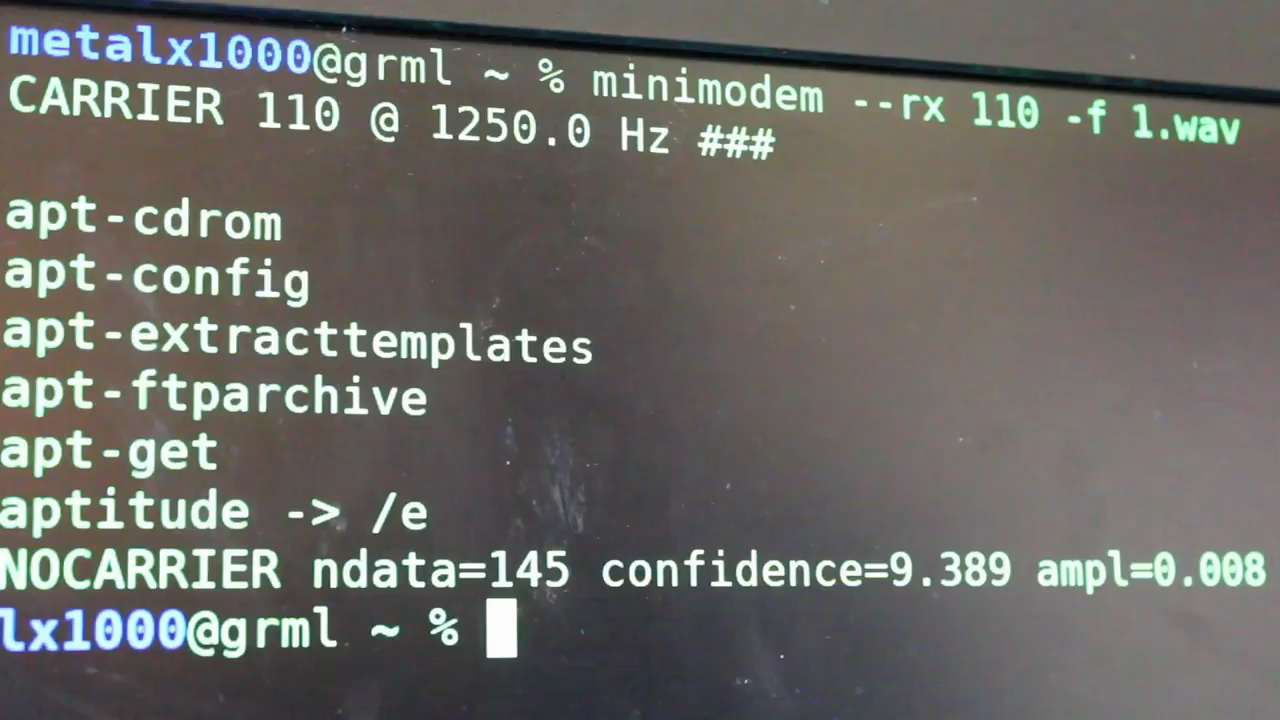 metalx1000@grml ~ % minimodem --rx 110 -f 1.wav
CARRIER 110 @ 1250.0 Hz ###
apt-cdrom
apt-config
apt-extracttemplates
apt-ftparchive
apt-get
aptitude -> /e
NOCARRIER ndata=145 confidence=9.389 ampl=0.008
lx1000@grml ~ %